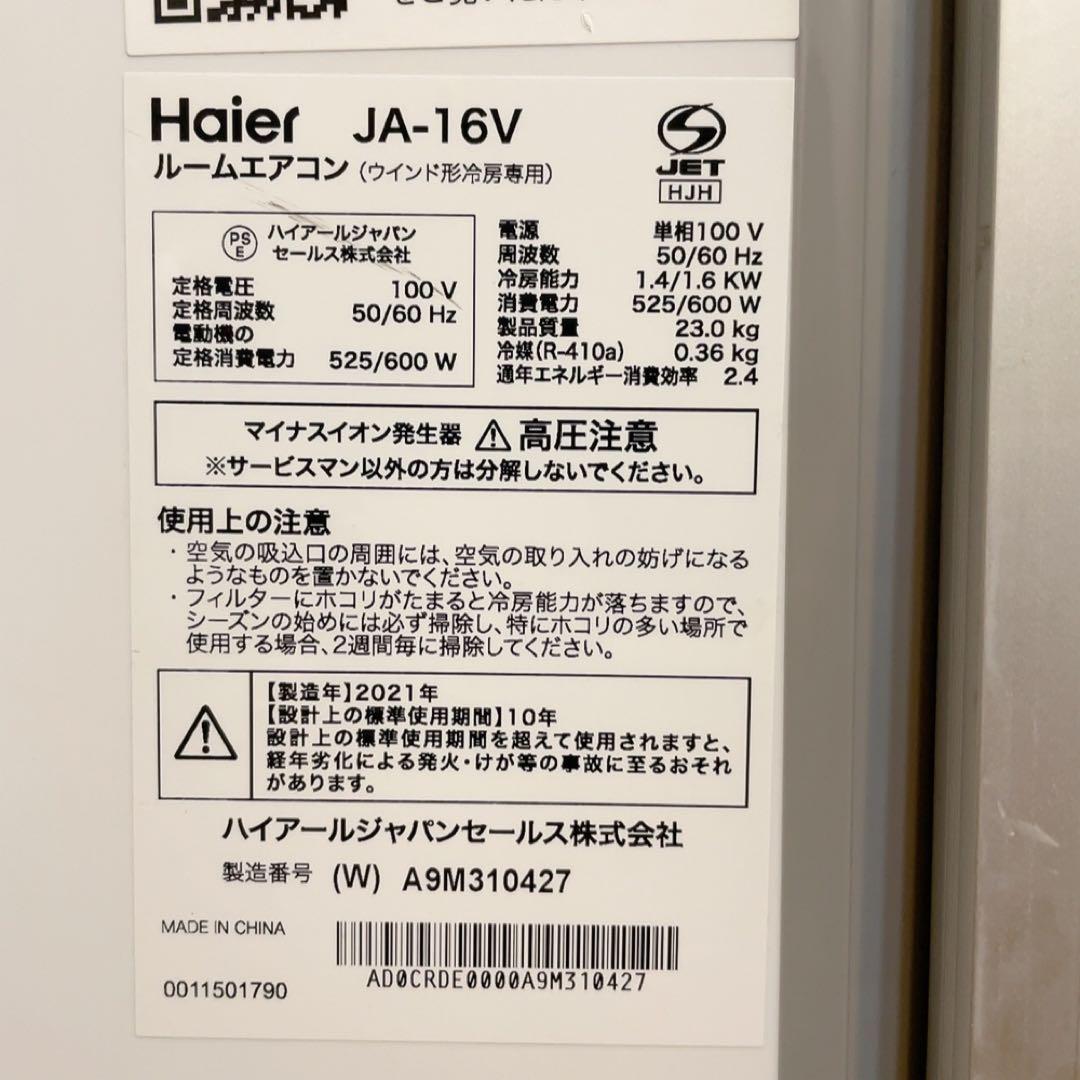 Haier JA-16V
ルームエアコン（ウインド形冷房専用）
JET
HJH
PS
E
ハイアールジャパン
セールス株式会社
定格電圧 100 V
定格周波数 50/60 Hz
電動機の
定格消費電力 525/600 W
電源 単相100 V
周波数 50/60 Hz
冷房能力 1.4/1.6 KW
消費電力 525/600 W
製品質量 23.0 kg
冷媒(R-410a) 0.36 kg
通年エネルギー消費効率 2.4
マイナスイオン発生器 ⚠ 高圧注意
※サービスマン以外の方は分解しないでください。
使用上の注意
・空気の吸込口の周囲には、空気の取り入れの妨げになる
ようなものを置かないでください。
・フィルターにホコリがたまると冷房能力が落ちますので、
シーズンの始めには必ず掃除し、特にホコリの多い場所で
使用する場合、2週間毎に掃除してください。
【製造年】2021年
【設計上の標準使用期間】10年
設計上の標準使用期間を超えて使用されますと、
経年劣化による発火・けが等の事故に至るおそれ
があります。
ハイアールジャパンセールス株式会社
製造番号 (W) A9M310427
MADE IN CHINA
AD0CRDE0000A9M310427
0011501790